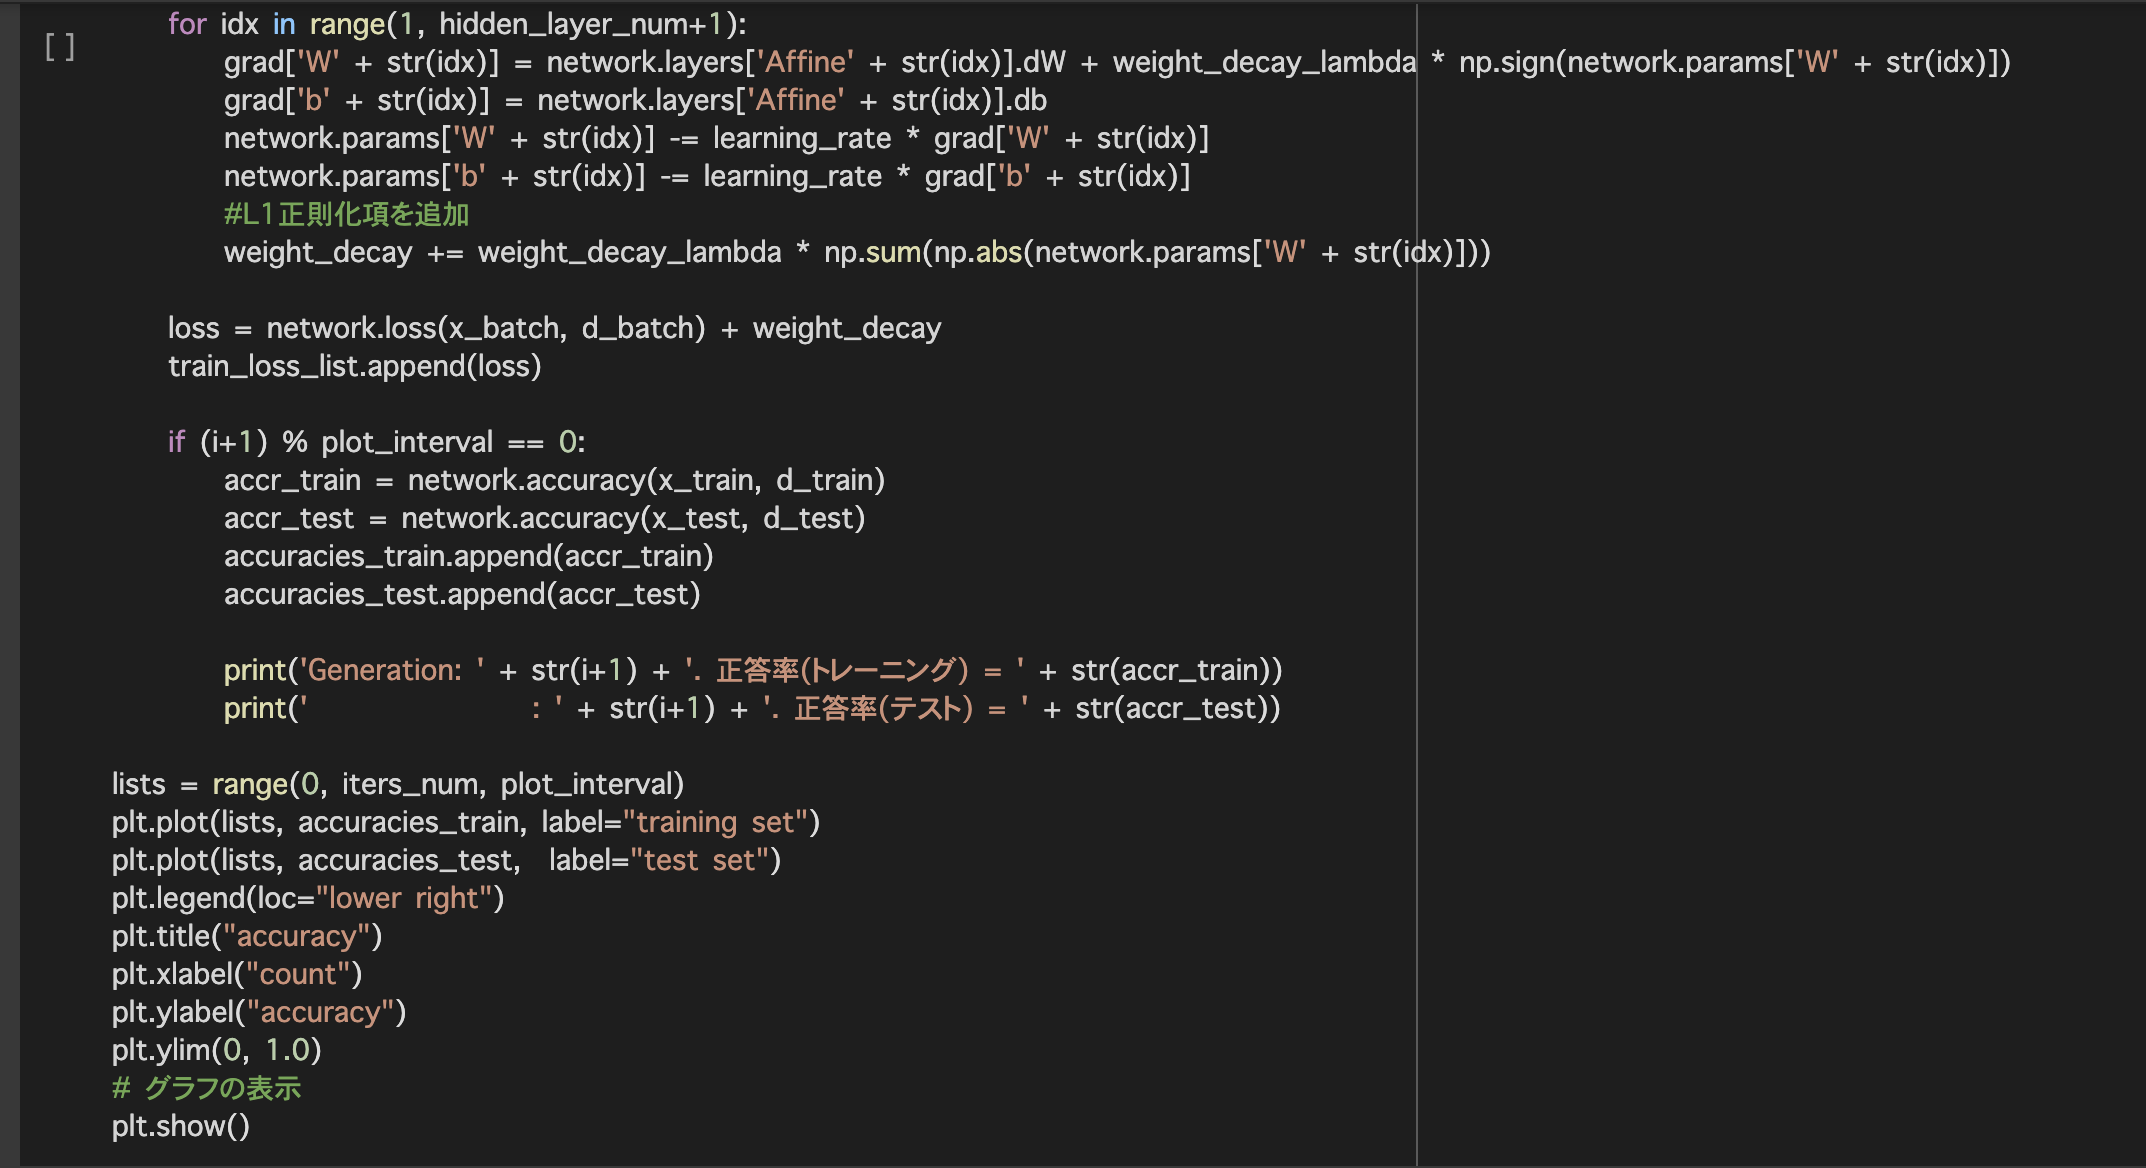 [ ]
for idx in range(1, hidden_layer_num+1):
grad['W' + str(idx)] = network.layers['Affine' + str(idx)].dW + weight_decay_lambda * np.sign(network.params['W' + str(idx)])
grad['b' + str(idx)] = network.layers['Affine' + str(idx)].db
network.params['W' + str(idx)] -= learning_rate * grad['W' + str(idx)]
network.params['b' + str(idx)] -= learning_rate * grad['b' + str(idx)]
#L1正則化項を追加
weight_decay += weight_decay_lambda * np.sum(np.abs(network.params['W' + str(idx)]))
loss = network.loss(x_batch, d_batch) + weight_decay
train_loss_list.append(loss)
if (i+1) % plot_interval == 0:
accr_train = network.accuracy(x_train, d_train)
accr_test = network.accuracy(x_test, d_test)
accuracies_train.append(accr_train)
accuracies_test.append(accr_test)
print('Generation: ' + str(i+1) + '. 正答率(トレーニング) = ' + str(accr_train))
print('                : ' + str(i+1) + '. 正答率(テスト) = ' + str(accr_test))
lists = range(0, iters_num, plot_interval)
plt.plot(lists, accuracies_train, label="training set")
plt.plot(lists, accuracies_test,  label="test set")
plt.legend(loc="lower right")
plt.title("accuracy")
plt.xlabel("count")
plt.ylabel("accuracy")
plt.ylim(0, 1.0)
# グラフの表示
plt.show()